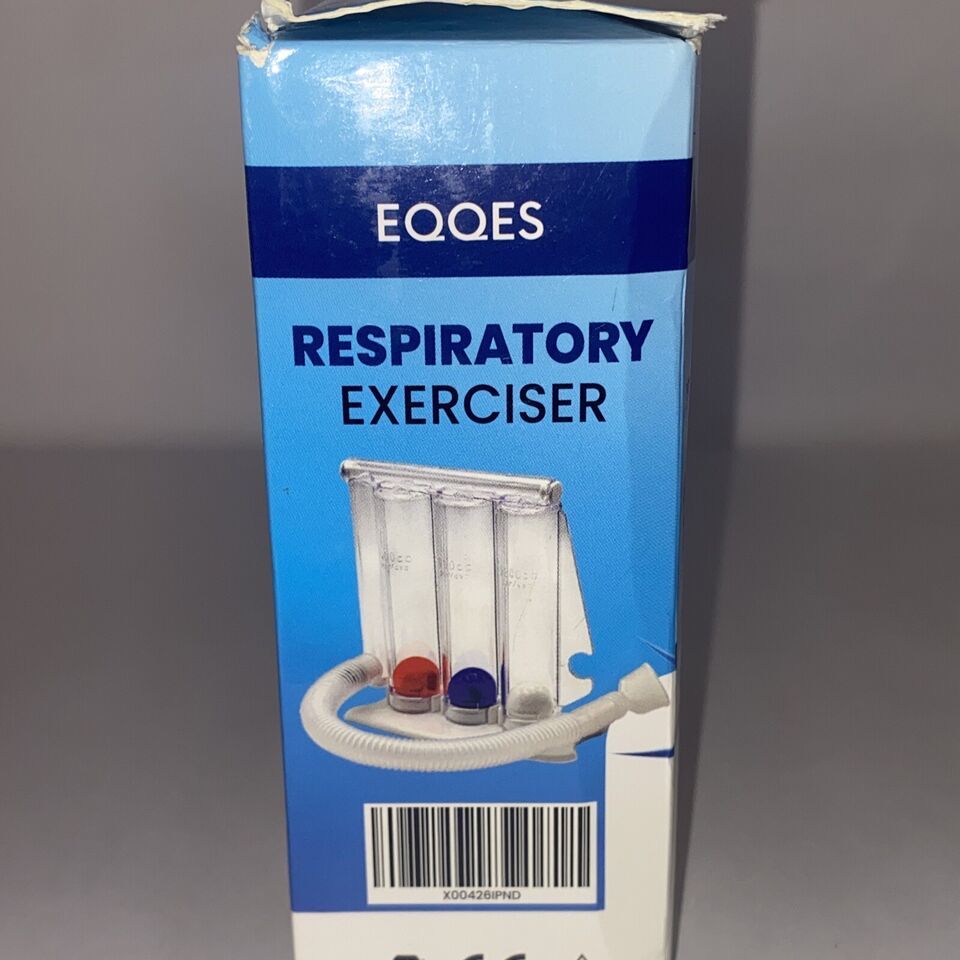 EQQES
RESPIRATORY
EXERCISER
X00426IPND